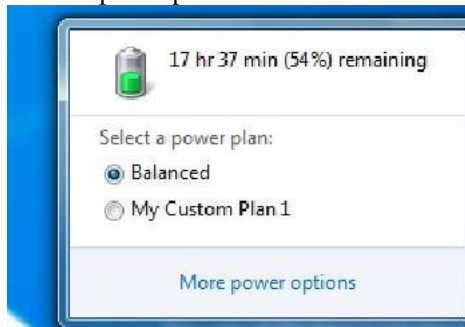 17 hr 37 min (54%) remaining
Select a power plan:
Balanced
My Custom Plan 1
More power options